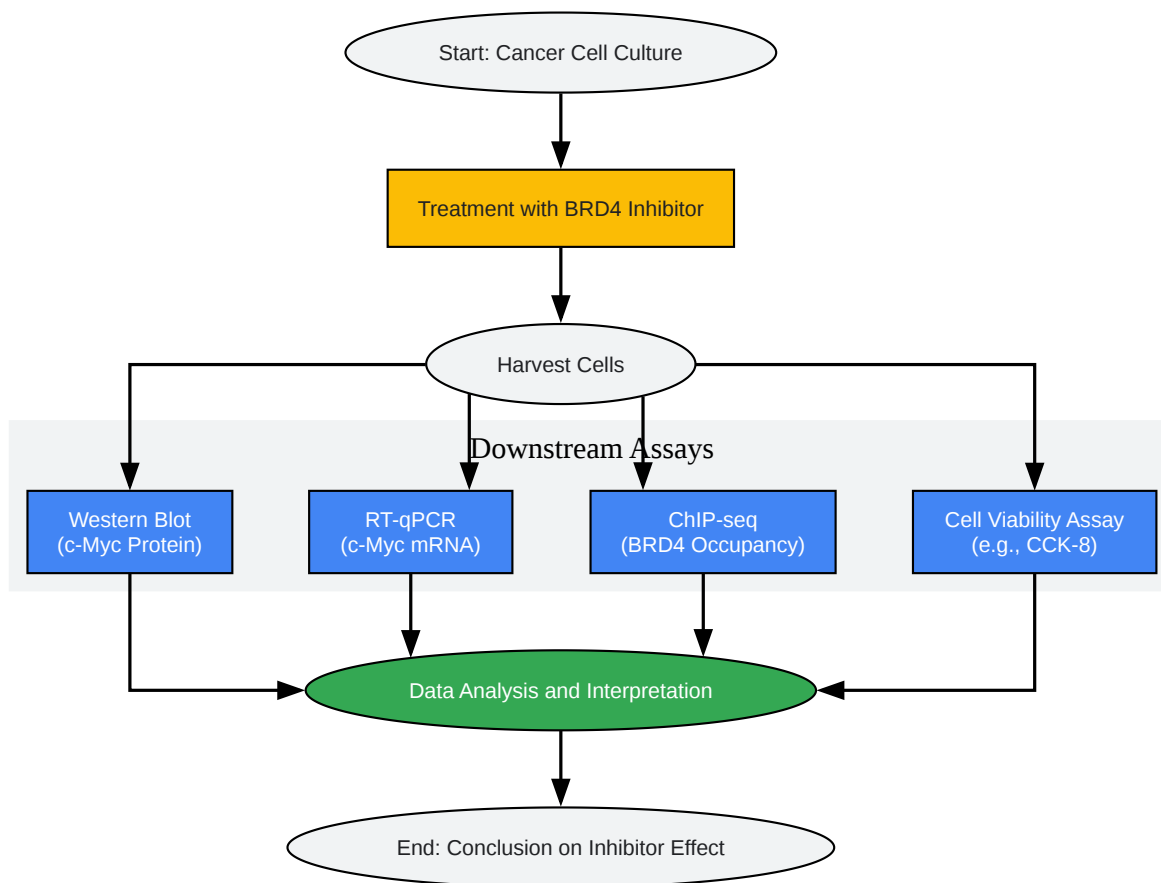 Start: Cancer Cell Culture
Treatment with BRD4 Inhibitor
Harvest Cells
Downstream Assays
Western Blot
(c-Myc Protein)
RT-qPCR
(c-Myc mRNA)
ChIP-seq
(BRD4 Occupancy)
Cell Viability Assay
(e.g., CCK-8)
Data Analysis and Interpretation
End: Conclusion on Inhibitor Effect